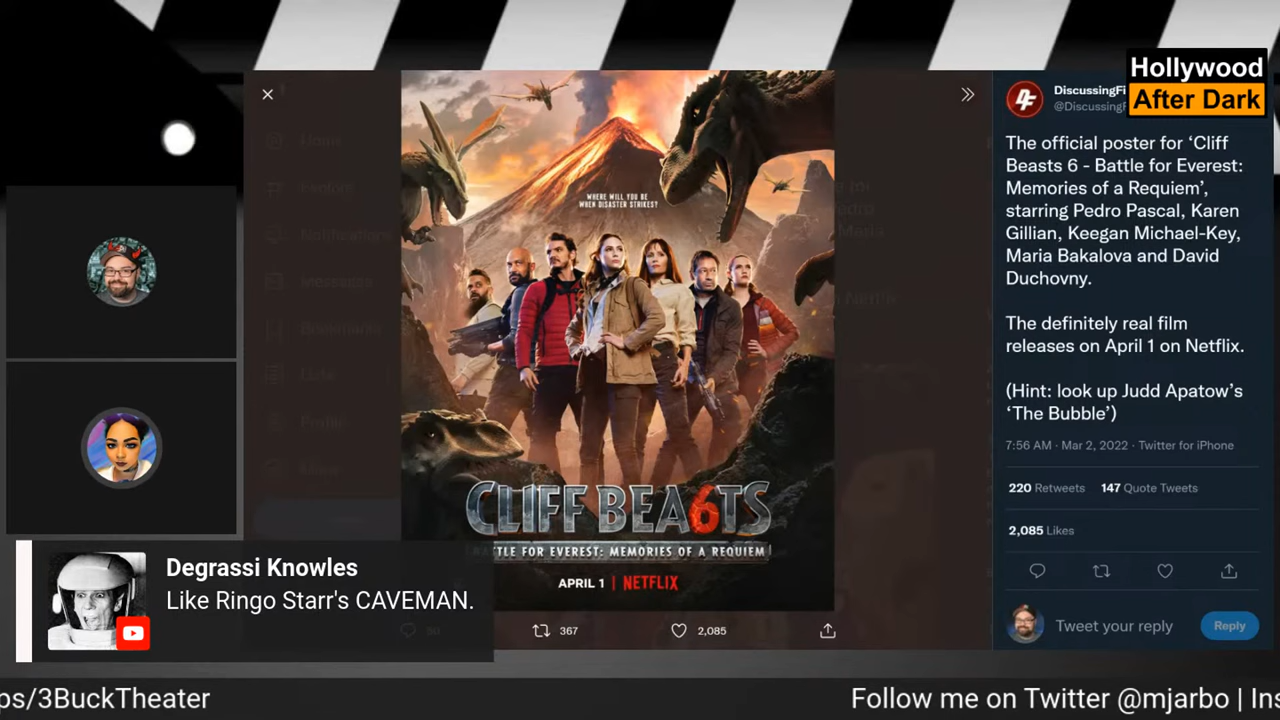 Hollywood
After Dark
WHERE WILL YOU BE
WHEN DISASTER STRIKES?
CLIFF BEA6TS
TLE FOR EVEREST: MEMORIES OF A REQUIEM
APRIL 1 | NETFLIX
367
2,085
DiscussingFi
@Discussing
The official poster for ‘Cliff
Beasts 6 - Battle for Everest:
Memories of a Requiem’,
starring Pedro Pascal, Karen
Gillian, Keegan Michael-Key,
Maria Bakalova and David
Duchovny.
The definitely real film
releases on April 1 on Netflix.
(Hint: look up Judd Apatow’s
‘The Bubble’)
7:56 AM · Mar 2, 2022 · Twitter for iPhone
220 Retweets 147 Quote Tweets
2,085 Likes
Tweet your reply
Reply
Degrassi Knowles
Like Ringo Starr's CAVEMAN.
ps/3BuckTheater
Follow me on Twitter @mjarbo | Ins